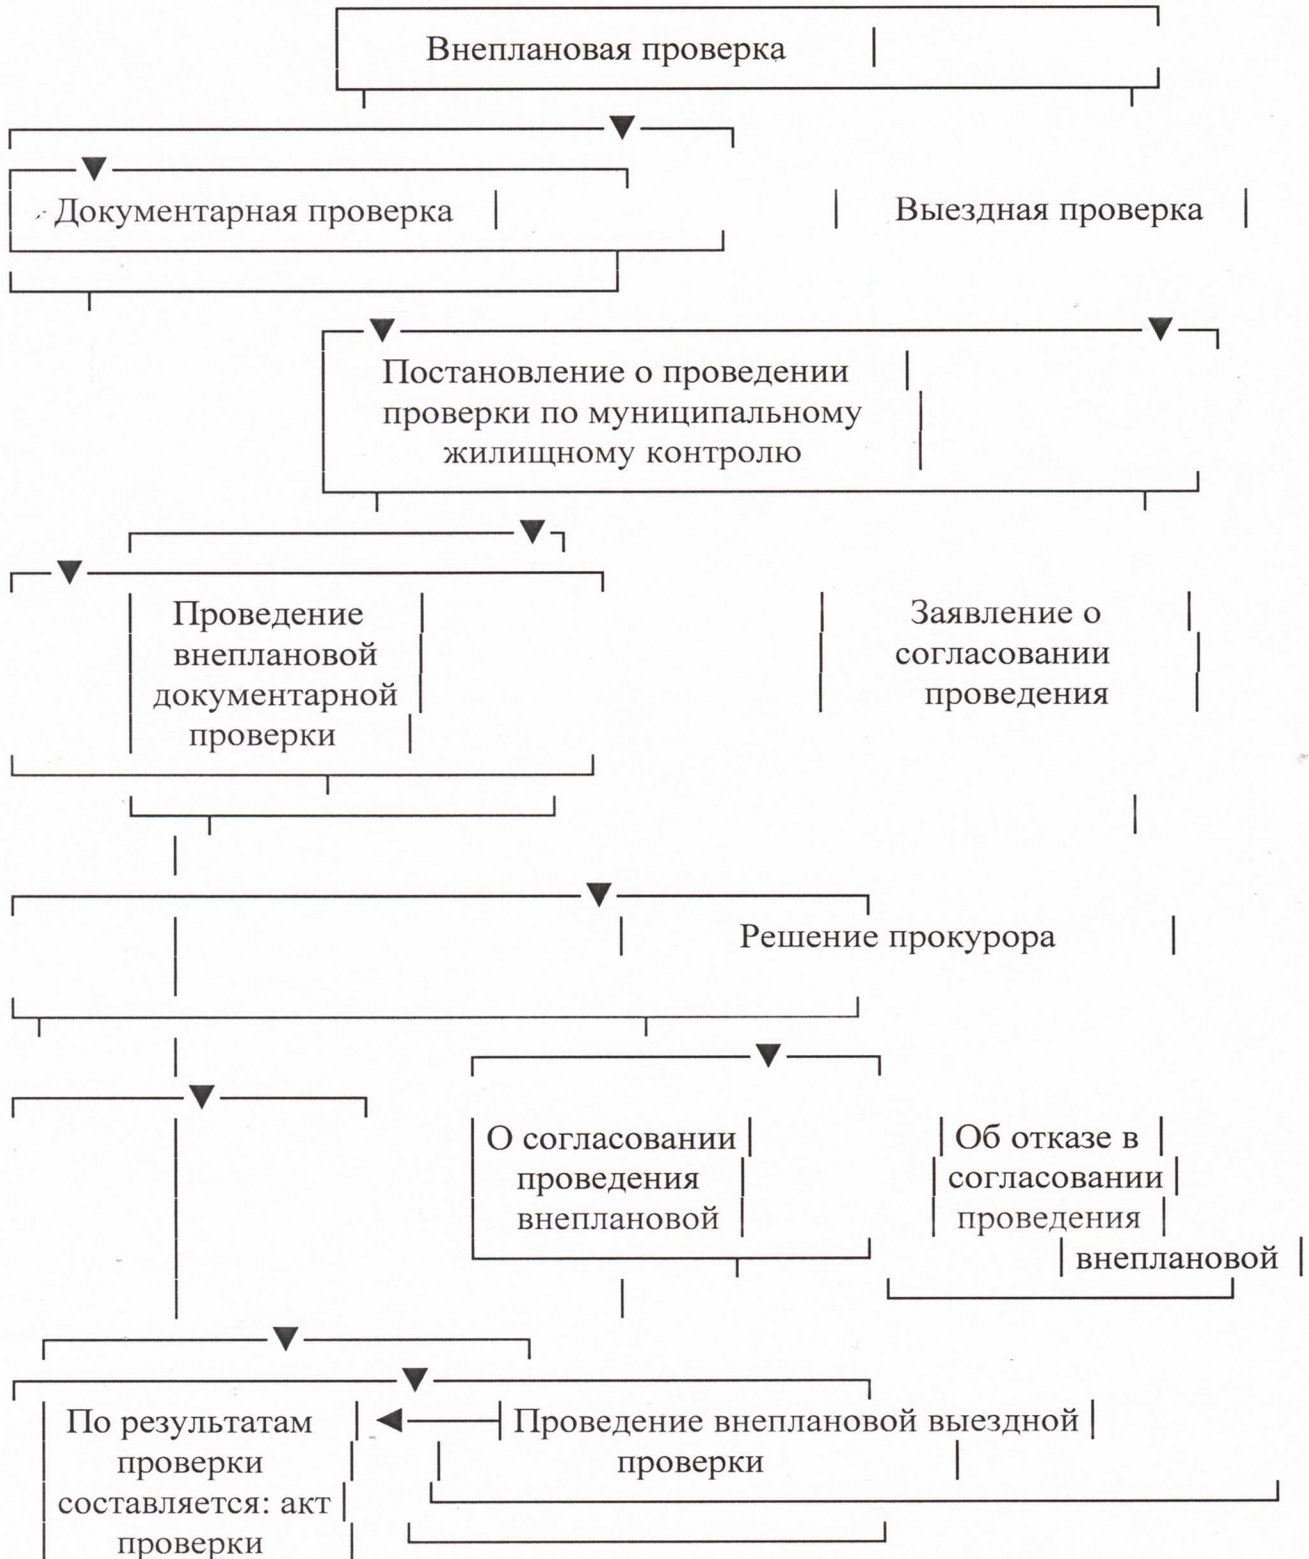 Внеплановая проверка
Документарная проверка
Выездная проверка
Постановление о проведении
проверки по муниципальному
жилищному контролю
Проведение
внеплановой
документарной
проверки
Заявление о
согласовании
проведения
Решение прокурора
О согласовании
проведения
внеплановой
Об отказе в
согласовании
проведения
внеплановой
По результатам
проверки
составляется: акт
проверки
Проведение внеплановой выездной
проверки